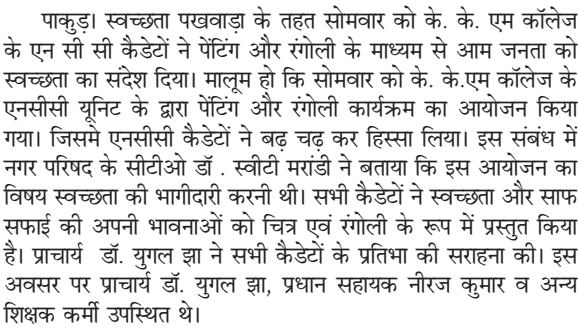 पाकुड़। स्वच्छता पखवाड़ा के तहत सोमवार को के. के. एम कॉलेज
के एन सी सी कैडेटों ने पेंटिंग और रंगोली के माध्यम से आम जनता को
स्वच्छता का संदेश दिया। मालूम हो कि सोमवार को के. के.एम कॉलेज के
एनसीसी यूनिट के द्वारा पेंटिंग और रंगोली कार्यक्रम का आयोजन किया
गया। जिसमे एनसीसी कैडेटों ने बढ़ चढ़ कर हिस्सा लिया। इस संबंध में
नगर परिषद के सीटीओ डॉ . स्वीटी मरांडी ने बताया कि इस आयोजन का
विषय स्वच्छता की भागीदारी करनी थी। सभी कैडेटों ने स्वच्छता और साफ
सफाई की अपनी भावनाओं को चित्र एवं रंगोली के रूप में प्रस्तुत किया
है। प्राचार्य डॉ. युगल झा ने सभी कैडेटों के प्रतिभा की सराहना की। इस
अवसर पर प्राचार्य डॉ. युगल झा, प्रधान सहायक नीरज कुमार व अन्य
शिक्षक कर्मी उपस्थित थे।